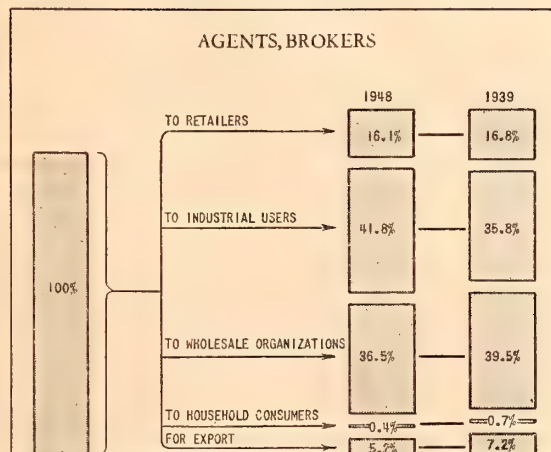 AGENTS, BROKERS
1948 1939
TO RETAILERS
16.1% 16.8%
TO INDUSTRIAL USERS
41.8% 35.8%
100%
TO WHOLESALE ORGANIZATIONS
36.5% 39.5%
TO HOUSEHOLD CONSUMERS
0.4% 0.7%
FOR EXPORT
7.2%